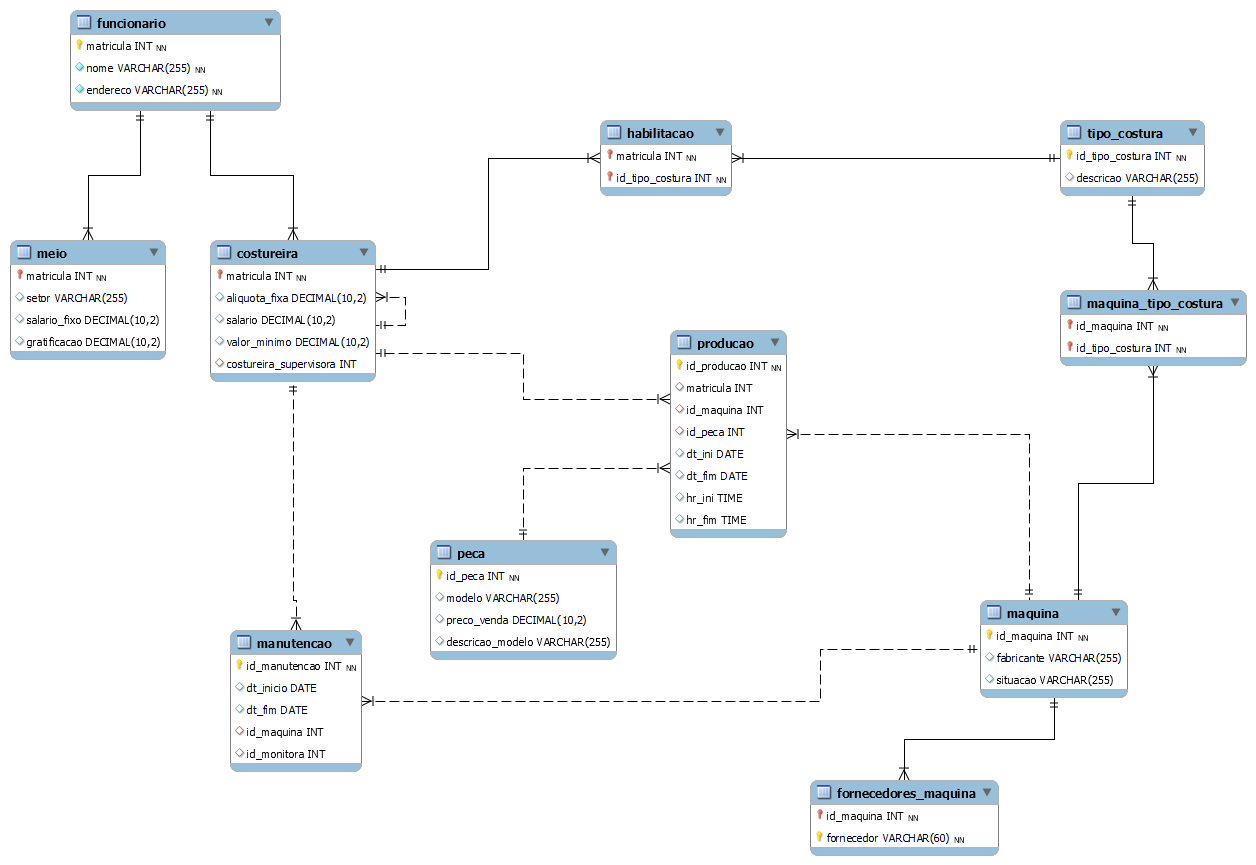 funcionario
matricula INT NN
nome VARCHAR(255) NN
endereco VARCHAR(255) NN
habilitacao
matricula INT NN
id_tipo_costura INT NN
tipo_costura
id_tipo_costura INT NN
descricao VARCHAR(255)
meio
matricula INT NN
setor VARCHAR(255)
salario_fixo DECIMAL(10,2)
gratificacao DECIMAL(10,2)
costureira
matricula INT NN
aliquota_fixa DECIMAL(10,2)
salario DECIMAL(10,2)
valor_minimo DECIMAL(10,2)
costureira_supervisora INT
maquina_tipo_costura
id_maquina INT NN
id_tipo_costura INT NN
producao
id_producao INT NN
matricula INT
id_maquina INT
id_peca INT
dt_ini DATE
dt_fim DATE
hr_ini TIME
hr_fim TIME
peca
id_peca INT NN
modelo VARCHAR(255)
preco_venda DECIMAL(10,2)
descricao_modelo VARCHAR(255)
maquina
id_maquina INT NN
fabricante VARCHAR(255)
situacao VARCHAR(255)
manutencao
id_manutencao INT NN
dt_inicio DATE
dt_fim DATE
id_maquina INT
id_monitora INT
fornecedores_maquina
id_maquina INT NN
fornecedor VARCHAR(60) NN